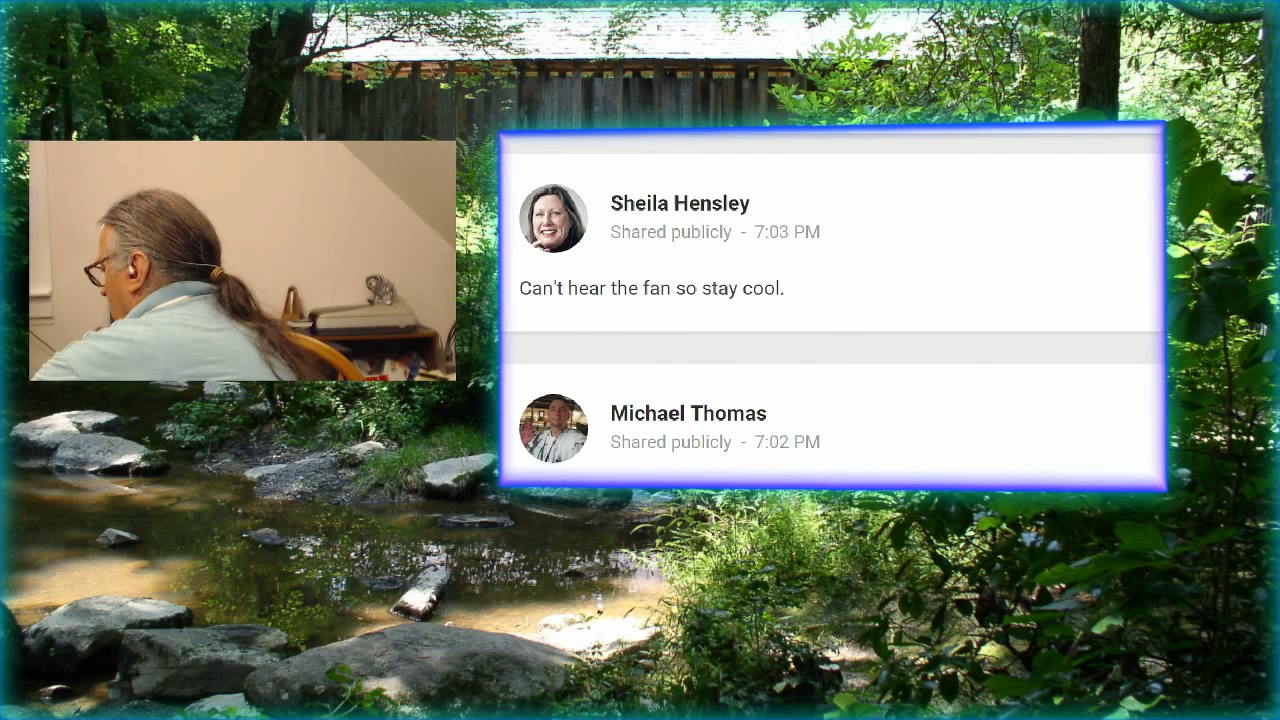 Sheila Hensley
Shared publicly - 7:03 PM
Can't hear the fan so stay cool.
Michael Thomas
Shared publicly - 7:02 PM